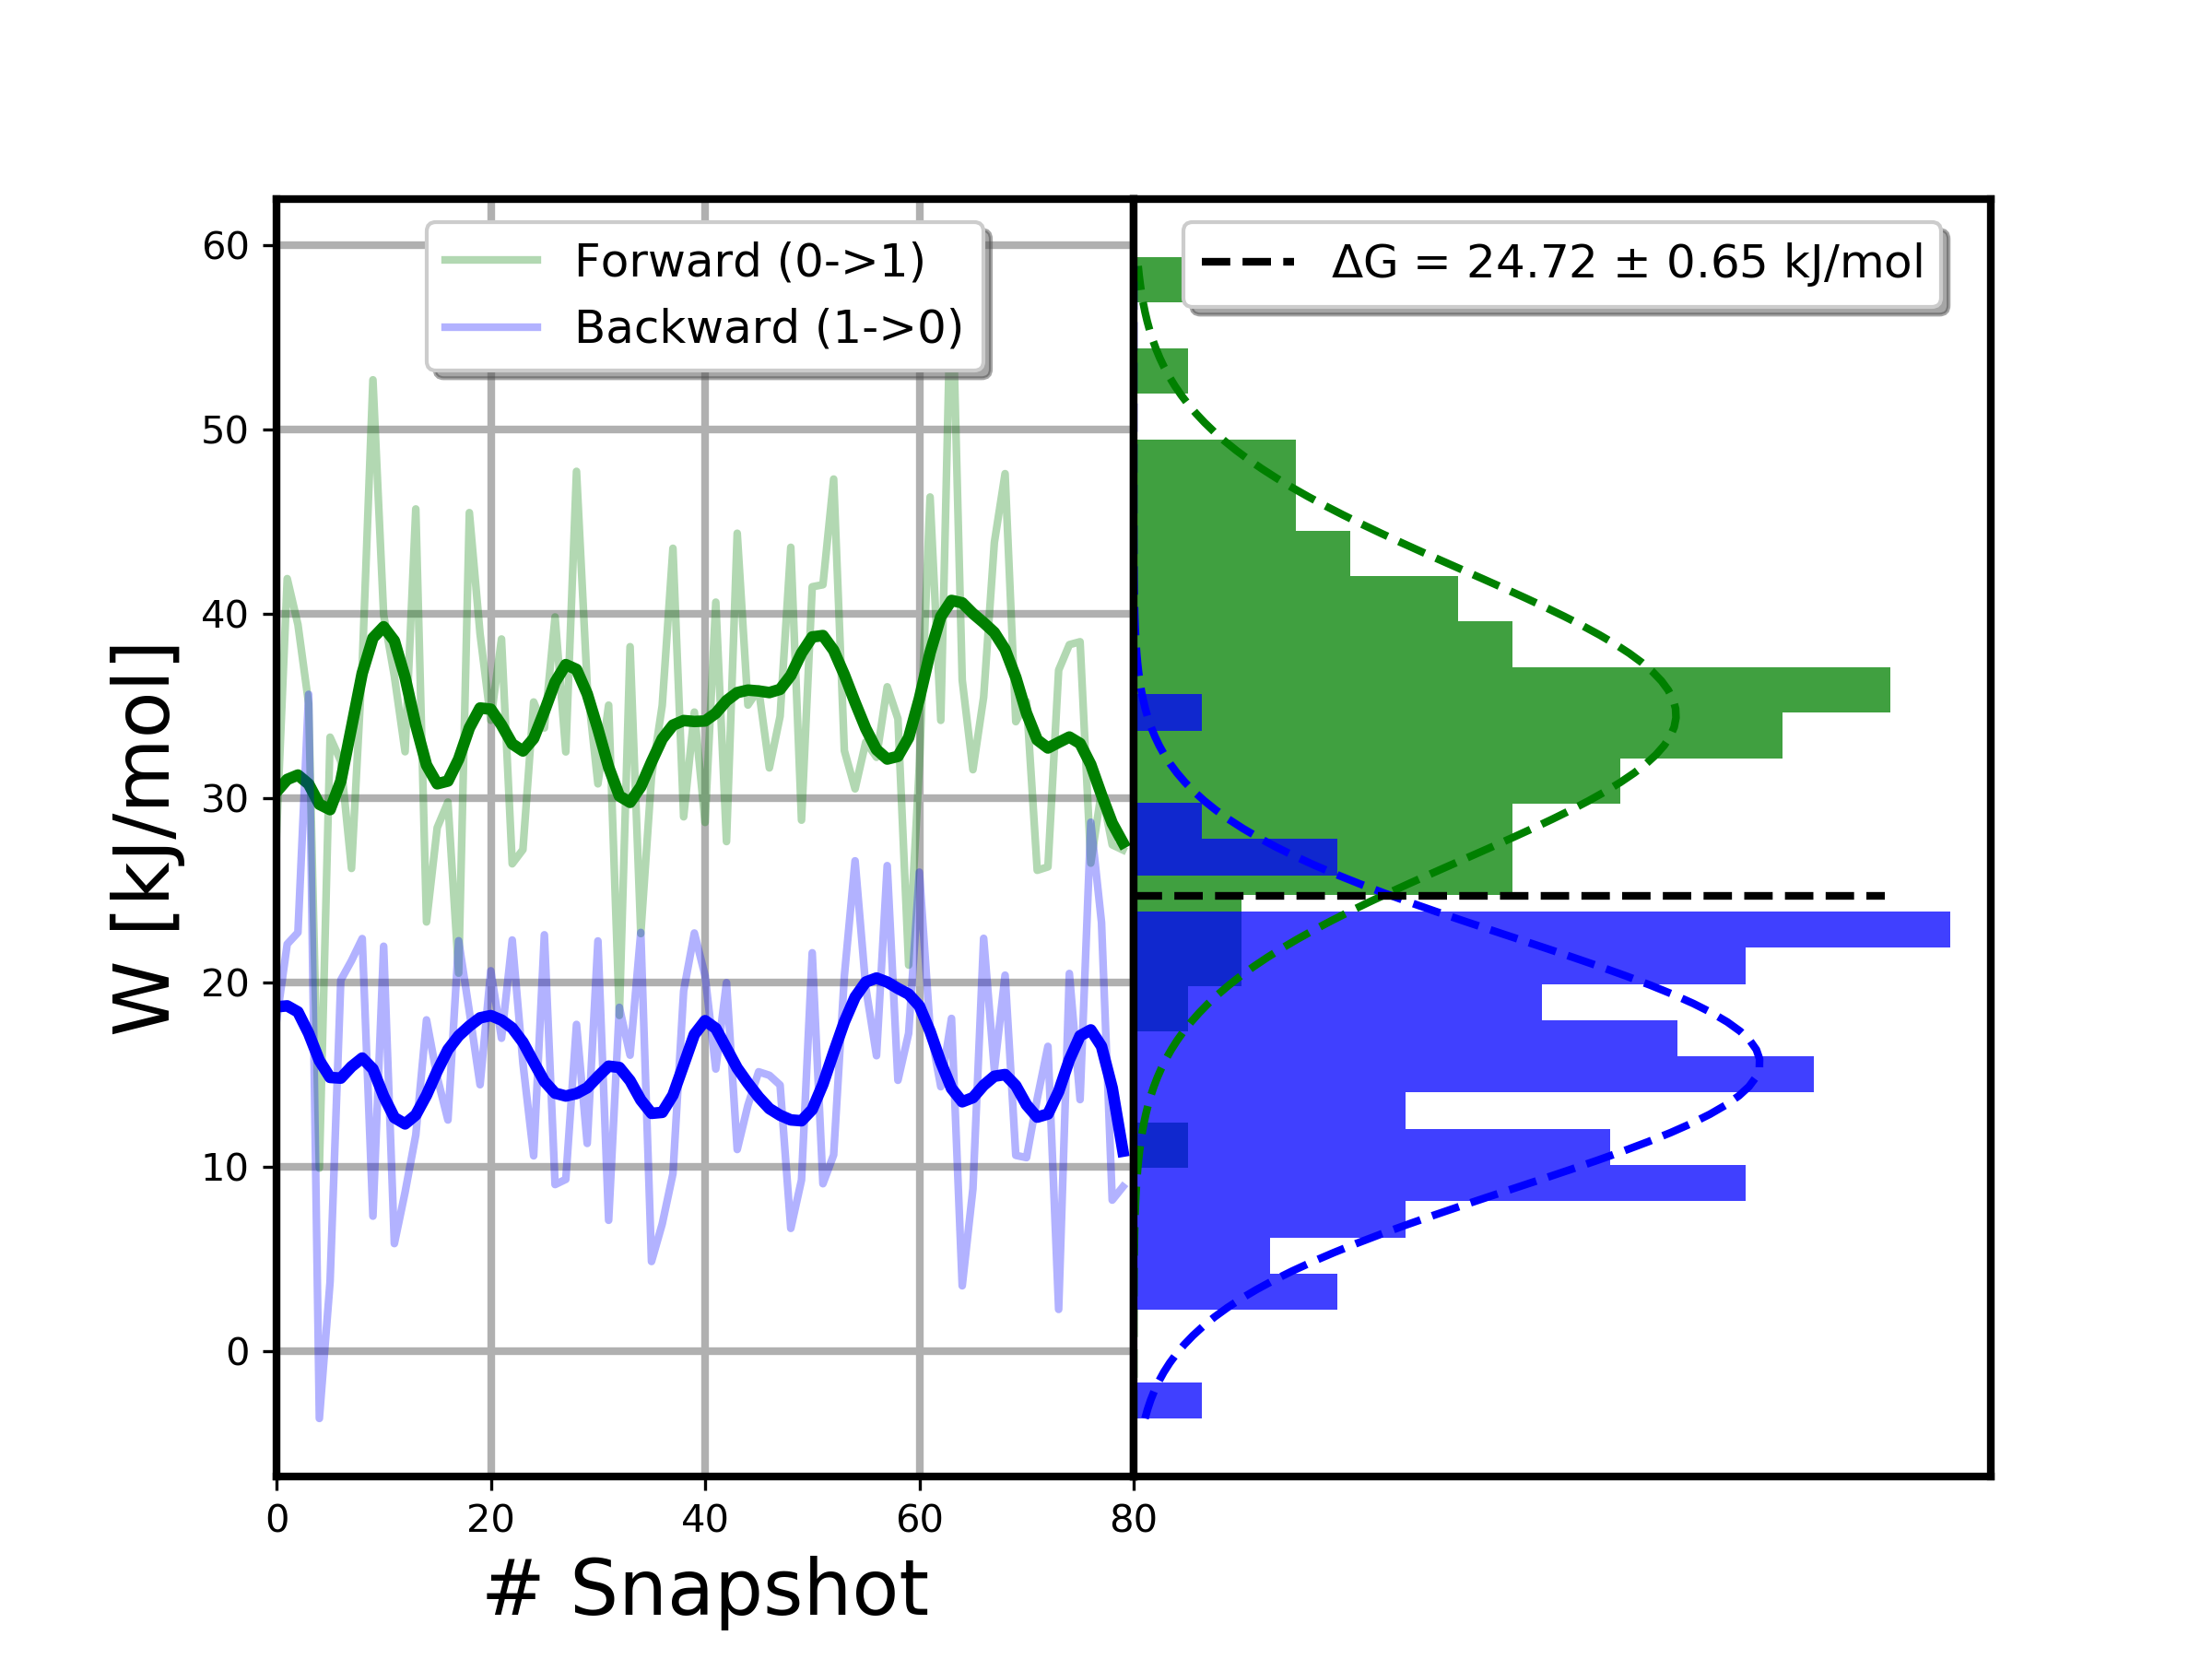 Forward (0->1)
Backward (1->0)
ΔG = 24.72 ± 0.65 kJ/mol
60
50
40
30
20
10
0
W [kJ/mol]
0
20
40
60
80
# Snapshot